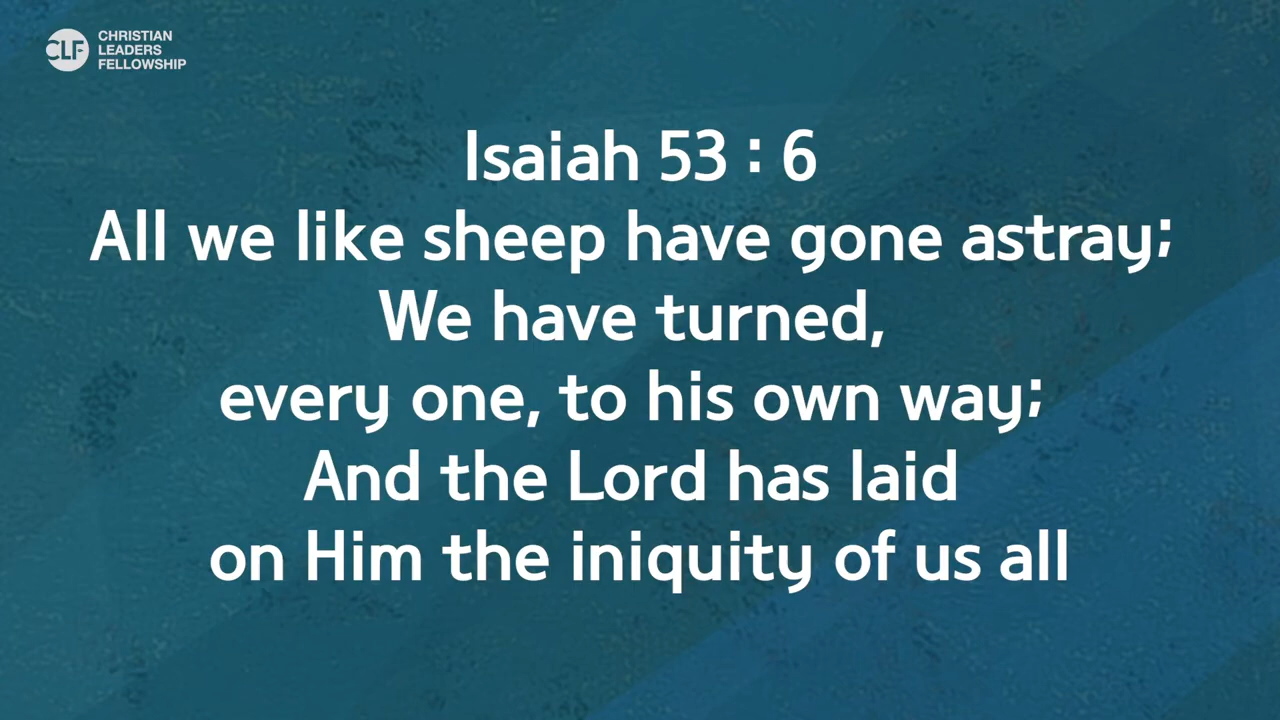 CLF
CHRISTIAN
LEADERS
FELLOWSHIP
Isaiah 53 : 6
All we like sheep have gone astray;
We have turned,
every one, to his own way;
And the Lord has laid
on Him the iniquity of us all